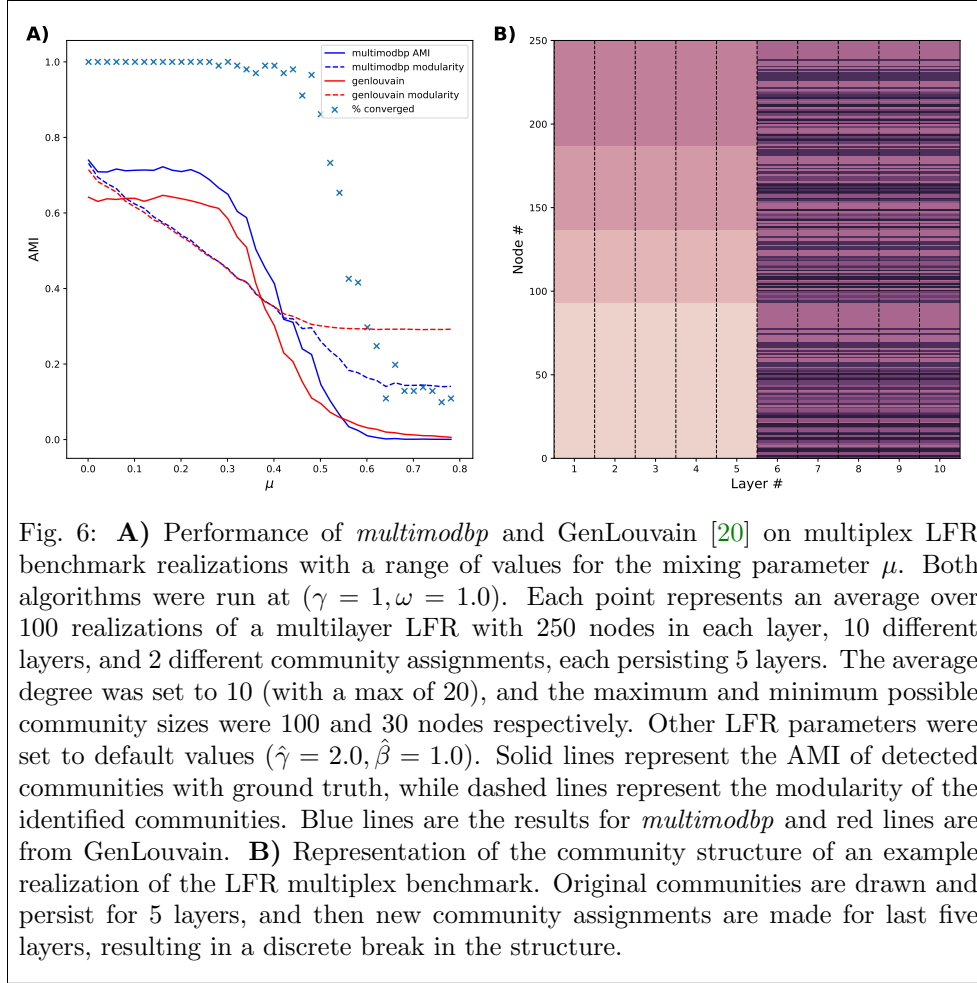 A)
1.0
0.8
0.6
0.4
0.2
0.0
AMI
0.0 0.1 0.2 0.3 0.4 0.5 0.6 0.7 0.8
μ
multimodbp AMI
multimodbp modularity
genlouvain
genlouvain modularity
% converged
B)
250
200
150
100
50
0
Node #
1 2 3 4 5 6 7 8 9 10
Layer #
Fig. 6: A) Performance of multimodbp and GenLouvain [20] on multiplex LFR
benchmark realizations with a range of values for the mixing parameter μ. Both
algorithms were run at (γ = 1, ω = 1.0). Each point represents an average over
100 realizations of a multilayer LFR with 250 nodes in each layer, 10 different
layers, and 2 different community assignments, each persisting 5 layers. The average
degree was set to 10 (with a max of 20), and the maximum and minimum possible
community sizes were 100 and 30 nodes respectively. Other LFR parameters were
set to default values (γ̂ = 2.0, β̂ = 1.0). Solid lines represent the AMI of detected
communities with ground truth, while dashed lines represent the modularity of the
identified communities. Blue lines are the results for multimodbp and red lines are
from GenLouvain. B) Representation of the community structure of an example
realization of the LFR multiplex benchmark. Original communities are drawn and
persist for 5 layers, and then new community assignments are made for last five
layers, resulting in a discrete break in the structure.